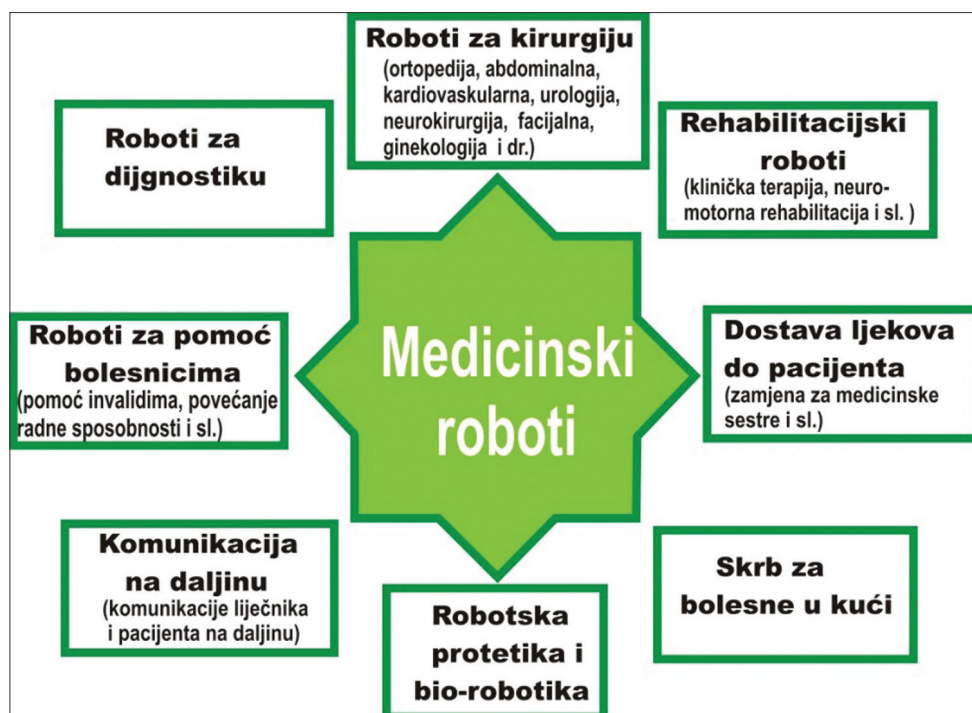 Roboti za kirurgiju
(ortopedija, abdominalna,
kardiovaskularna, urologija,
neurokirurgija, facijalna,
ginekologija i dr.)
Roboti za
dijgnostiku
Rehabilitacijski
roboti
(klinička terapija, neuro-
motorna rehabilitacija i sl. )
Roboti za pomoć
bolesnicima
(pomoć invalidima, povećanje
radne sposobnosti i sl.)
Medicinski
roboti
Dostava ljekova
do pacijenta
(zamjena za medicinske
sestre i sl.)
Komunikacija
na daljinu
(komunikacije liječnika
i pacijenta na daljinu)
Robotska
protetika i
bio-robotika
Skrb za
bolesne u kući